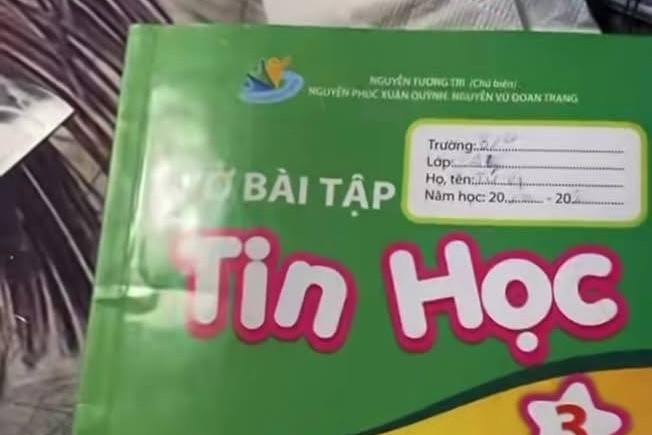 NGUYỄN TƯƠNG TRI (Chủ biên)
NGUYỄN PHÚC XUÂN QUỲNH, NGUYỄN VŨ ĐOAN TRANG
Trường:
Lớp:
Họ, tên:
Năm học: 20........ - 20
VỞ BÀI TẬP
Tin Học
3